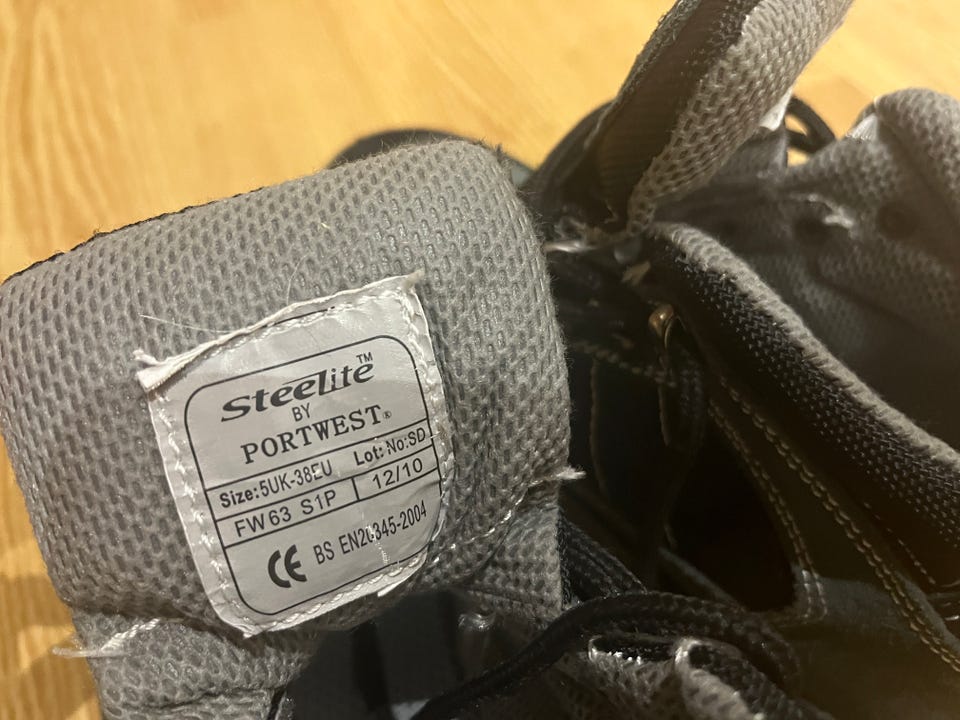 Steelite™
BY
PORTWEST®
Size:5UK-38EU Lot: No:SD
FW63 S1P 12/10
CE BS EN20345-2004